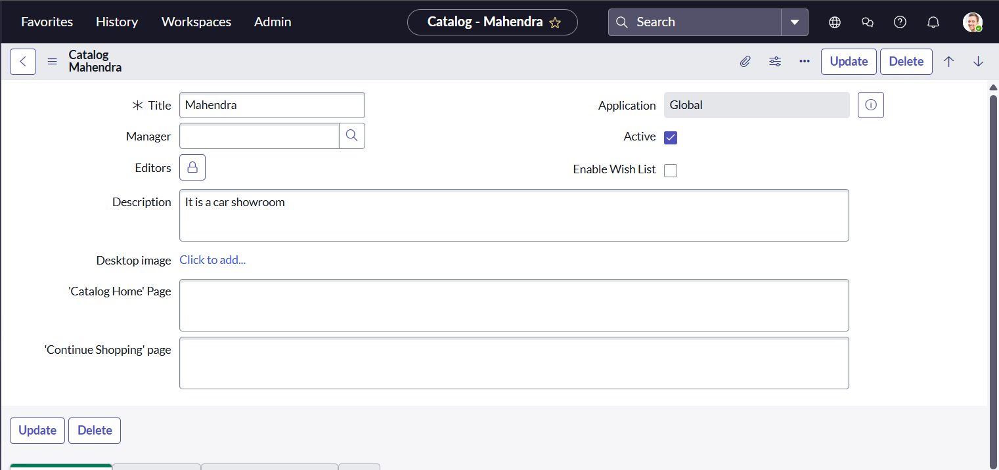 Favorites History Workspaces Admin Catalog - Mahendra Search
Catalog
Mahendra
Update Delete
Title Mahendra Application Global
Manager Active
Editors Enable Wish List
Description It is a car showroom
Desktop image Click to add...
'Catalog Home' Page
'Continue Shopping' page
Update Delete